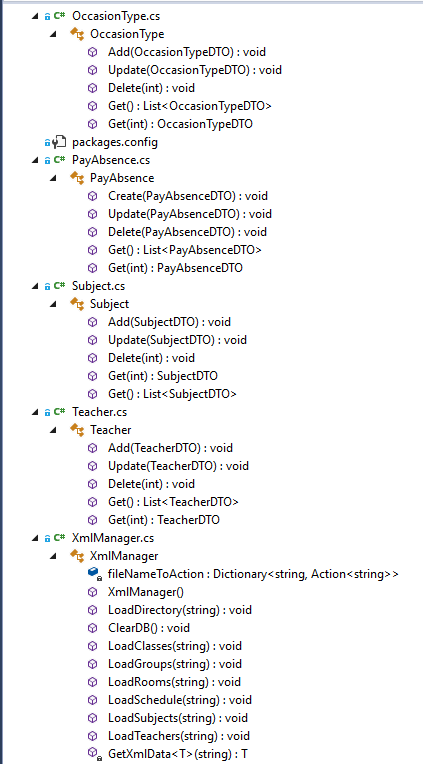 C# OccasionType.cs
OccasionType
Add(OccasionTypeDTO) : void
Update(OccasionTypeDTO) : void
Delete(int) : void
Get() : List<OccasionTypeDTO>
Get(int) : OccasionTypeDTO
packages.config
C# PayAbsence.cs
PayAbsence
Create(PayAbsenceDTO) : void
Update(PayAbsenceDTO) : void
Delete(PayAbsenceDTO) : void
Get() : List<PayAbsenceDTO>
Get(int) : PayAbsenceDTO
C# Subject.cs
Subject
Add(SubjectDTO) : void
Update(SubjectDTO) : void
Delete(int) : void
Get(int) : SubjectDTO
Get() : List<SubjectDTO>
C# Teacher.cs
Teacher
Add(TeacherDTO) : void
Update(TeacherDTO) : void
Delete(int) : void
Get() : List<TeacherDTO>
Get(int) : TeacherDTO
C# XmlManager.cs
XmlManager
fileNameToAction : Dictionary<string, Action<string>>
XmlManager()
LoadDirectory(string) : void
ClearDB() : void
LoadClasses(string) : void
LoadGroups(string) : void
LoadRooms(string) : void
LoadSchedule(string) : void
LoadSubjects(string) : void
LoadTeachers(string) : void
GetXmlData<T>(string) : T